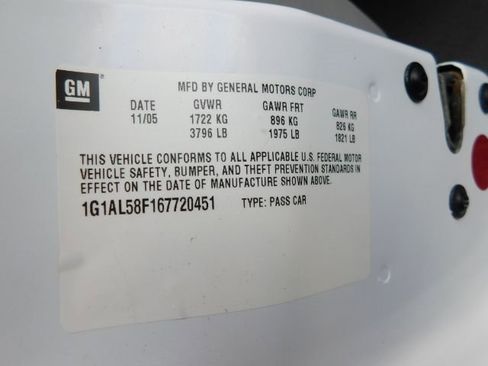 GM
MFD BY GENERAL MOTORS CORP
DATE GVWR GAWR FRT GAWR RR
11/05 1722 KG 896 KG 826 KG
3796 LB 1975 LB 1821 LB
THIS VEHICLE CONFORMS TO ALL APPLICABLE U.S. FEDERAL MOTOR
VEHICLE SAFETY, BUMPER, AND THEFT PREVENTION STANDARDS IN
EFFECT ON THE DATE OF MANUFACTURE SHOWN ABOVE.
1G1AL58F167720451 TYPE: PASS CAR